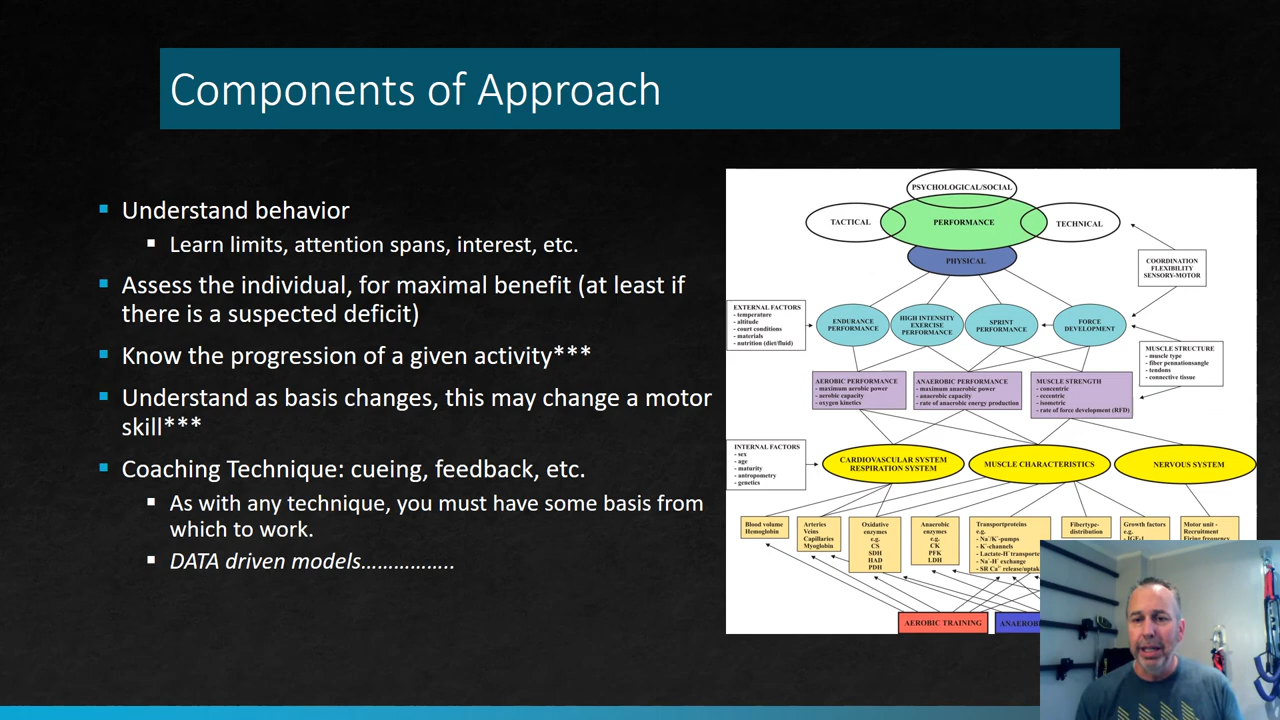 Components of Approach
Understand behavior
Learn limits, attention spans, interest, etc.
Assess the individual, for maximal benefit (at least if
there is a suspected deficit)
Know the progression of a given activity***
Understand as basis changes, this may change a motor
skill***
Coaching Technique: cueing, feedback, etc.
As with any technique, you must have some basis from
which to work.
DATA driven models……………..
PSYCHOLOGICAL/SOCIAL
TACTICAL
PERFORMANCE
TECHNICAL
PHYSICAL
COORDINATION
FLEXIBILITY
SENSORY-MOTOR
EXTERNAL FACTORS
- temperature
- altitude
- court conditions
- materials
- nutrition (diet/fluid)
ENDURANCE
PERFORMANCE
HIGH INTENSITY
EXERCISE
PERFORMANCE
SPRINT
PERFORMANCE
FORCE
DEVELOPMENT
MUSCLE STRUCTURE
- muscle type
- fiber pennationsangle
- tendons
- connective tissue
AEROBIC PERFORMANCE
- maximum aerobic power
- aerobic capacity
- oxygen kinetics
ANAEROBIC PERFORMANCE
- maximum anaerobic power
- anaerobic capacity
- rate of anaerobic energy production
MUSCLE STRENGTH
- concentric
- eccentric
- isometric
- rate of force development (RFD)
INTERNAL FACTORS
- sex
- age
- maturity
- antropometry
- genetics
CARDIOVASCULAR SYSTEM
RESPIRATION SYSTEM
MUSCLE CHARACTERISTICS
NERVOUS SYSTEM
Blood volume
Hemoglobin
Arteries
Veins
Capillaries
Myoglobin
Oxidative
enzymes
e.g.
CS
SDH
HAD
PDH
Anaerobic
enzymes
e.g.
CK
PFK
LDH
Transportproteins
e.g.
- Na⁺/K⁺-pumps
- K⁺-channels
- Lactate-H⁺ transporte
- Na⁺-H⁺ exchange
- SR Ca⁺⁺ release/uptak
Fibertype-
distribution
Growth factors
e.g.
- IGF-1
Motor unit -
Recruitment
Firing frequency
AEROBIC TRAINING
ANAEROB